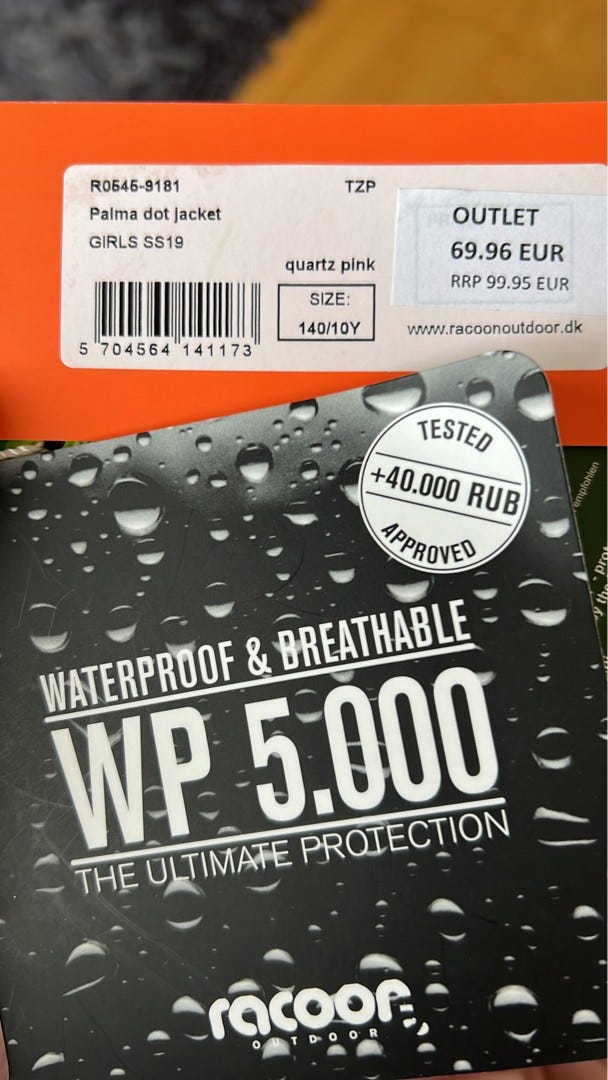 R0545-9181 TZP
Palma dot jacket
GIRLS SS19
quartz pink
SIZE:
140/10Y
5 704564 141173
OUTLET
69.96 EUR
RRP 99.95 EUR
www.racoonoutdoor.dk
TESTED
+40.000 RUB
APPROVED
empfohlen
WATERPROOF & BREATHABLE
WP 5.000
THE ULTIMATE PROTECTION
racoon
OUTDOOR